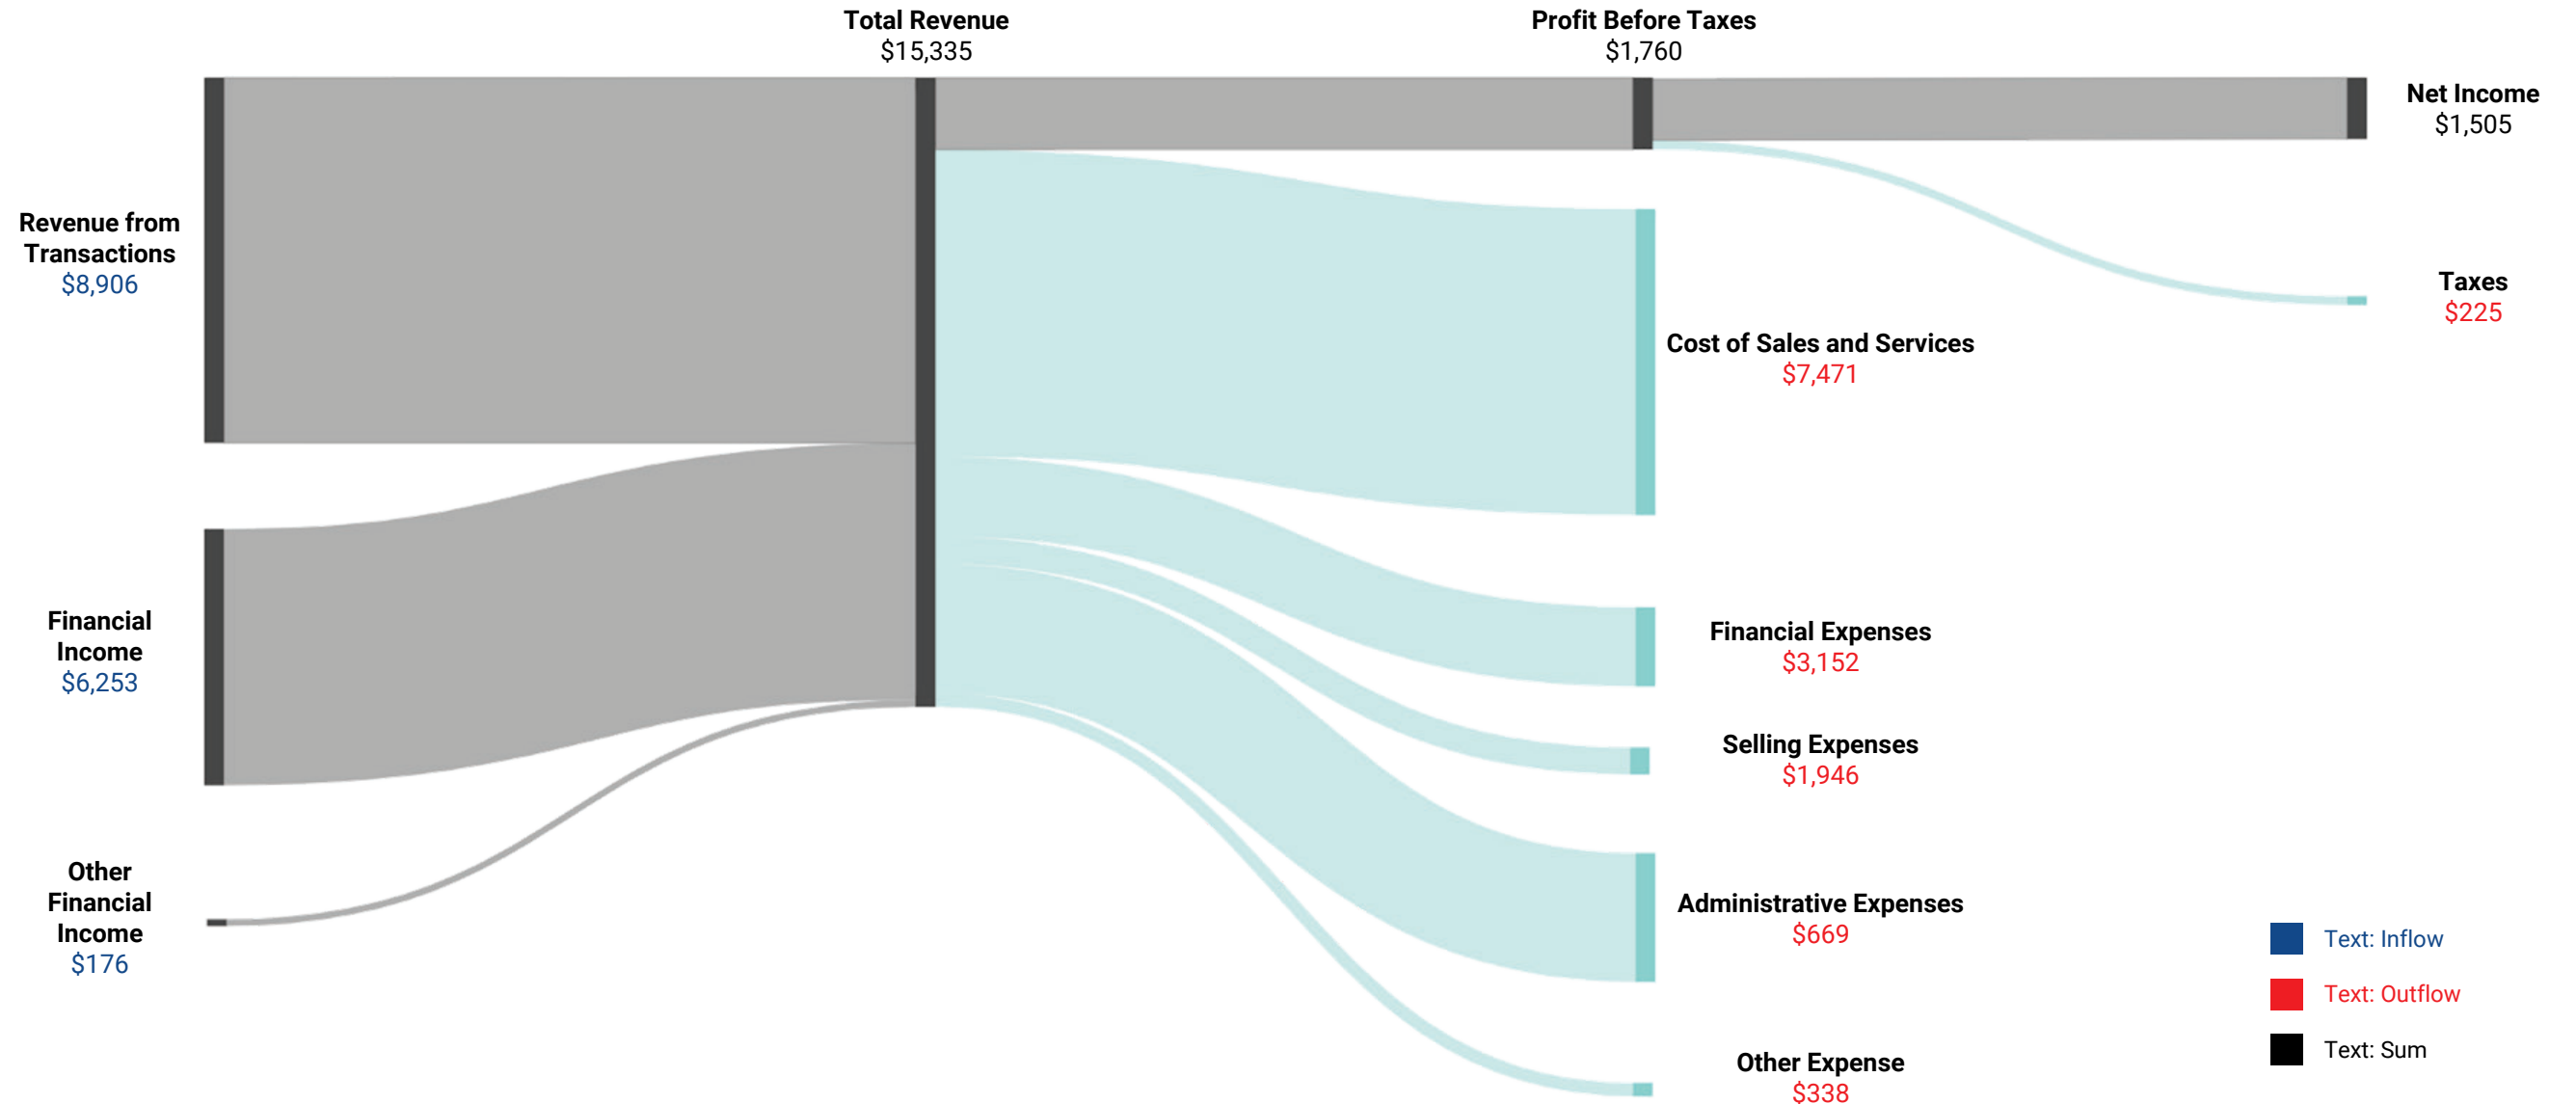 Total Revenue
$15,335
Profit Before Taxes
$1,760
Net Income
$1,505
Revenue from
Transactions
$8,906
Taxes
$225
Cost of Sales and Services
$7,471
Financial
Income
$6,253
Financial Expenses
$3,152
Selling Expenses
$1,946
Other
Financial
Income
$176
Administrative Expenses
$669
Other Expense
$338
Text: Inflow
Text: Outflow
Text: Sum